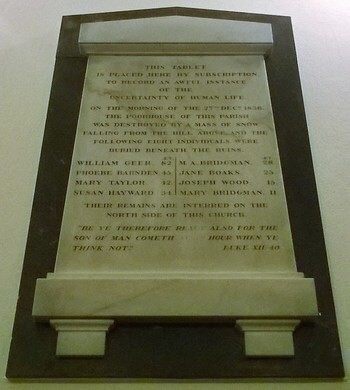 THIS TABLET
IS PLACED HERE BY SUBSCRIPTION
TO RECORD AN AWFUL INSTANCE
OF THE
UNCERTAINTY OF HUMAN LIFE.
ON THE MORNING OF THE 27TH DECR 1836.
THE POORHOUSE OF THIS PARISH
WAS DESTROYED BY A MASS OF SNOW
FALLING FROM THE HILL ABOVE AND THE
FOLLOWING EIGHT INDIVIDUALS WERE
BURIED BENEATH THE RUINS.
WILLIAM GEER. 82 M. A. BRIDGMAN. 28
PHOEBE BARNDEN 45 JANE BOAKS. 25
MARY TAYLOR. 42 JOSEPH WOOD. 15
SUSAN HAYWARD 34 MARY BRIDGMAN. 11
THEIR REMAINS ARE INTERRED ON THE
NORTH SIDE OF THIS CHURCH
"BE YE THEREFORE ALSO FOR THE
SON OF MAN COMETH HOUR WHEN YE
THINK NOT." LUKE XII-40